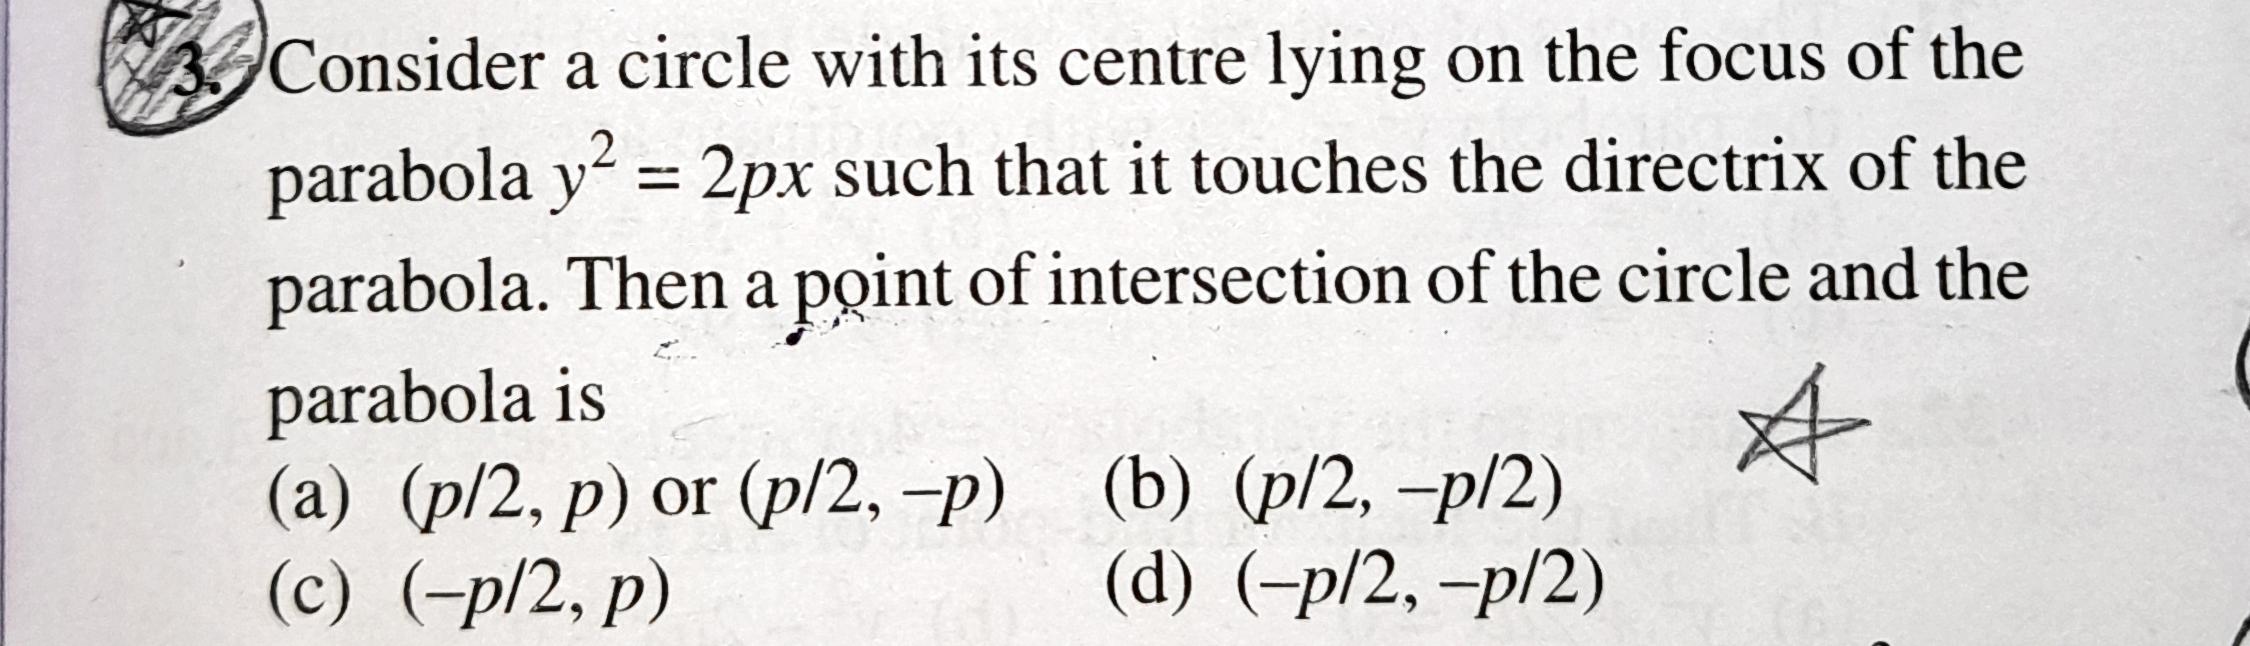 3. Consider a circle with its centre lying on the focus of the
parabola y² = 2px such that it touches the directrix of the
parabola. Then a point of intersection of the circle and the
parabola is
(a) (p/2, p) or (p/2, –p) (b) (p/2, –p/2)
(c) (–p/2, p) (d) (–p/2, –p/2)